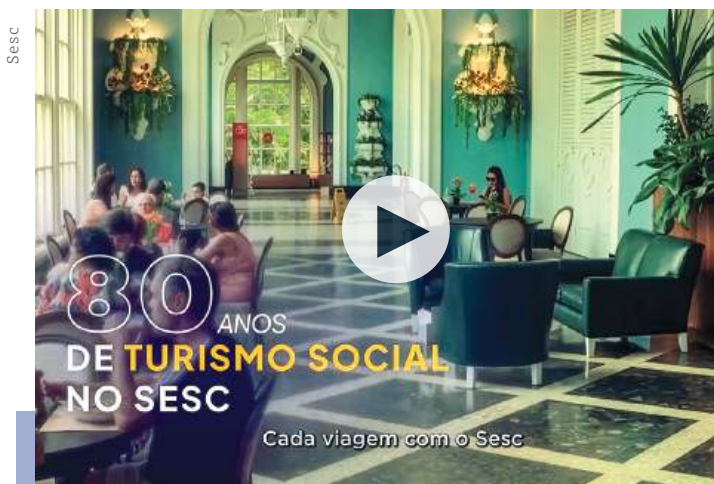 Sesc
80 ANOS
DE TURISMO SOCIAL
NO SESC
Cada viagem com o Sesc